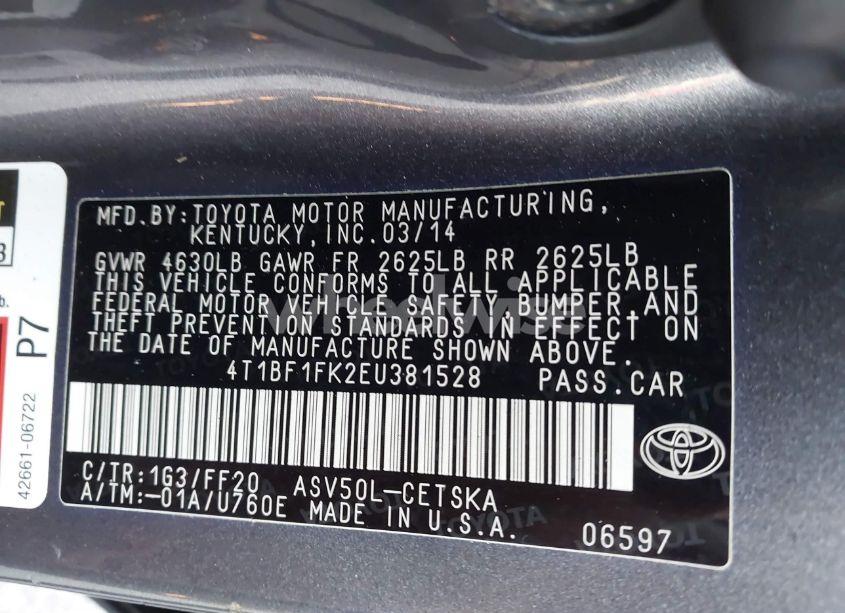 MFD.BY:TOYOTA MOTOR MANUFACTURING,
KENTUCKY,INC.03/14
GVWR 4630LB GAWR FR 2625LB RR 2625LB
THIS VEHICLE CONFORMS TO ALL APPLICABLE
FEDERAL MOTOR VEHICLE SAFETY,BUMPER,AND
THEFT PREVENTION STANDARDS IN EFFECT ON
THE DATE OF MANUFACTURE SHOWN ABOVE.
4T1BF1FK2EU381528 PASS.CAR
C/TR:1G3/FF20 ASV50L-CETSKA
A/TM:-01A/U760E MADE IN U.S.A.
06597
P7
42661-06722
TOYOTA